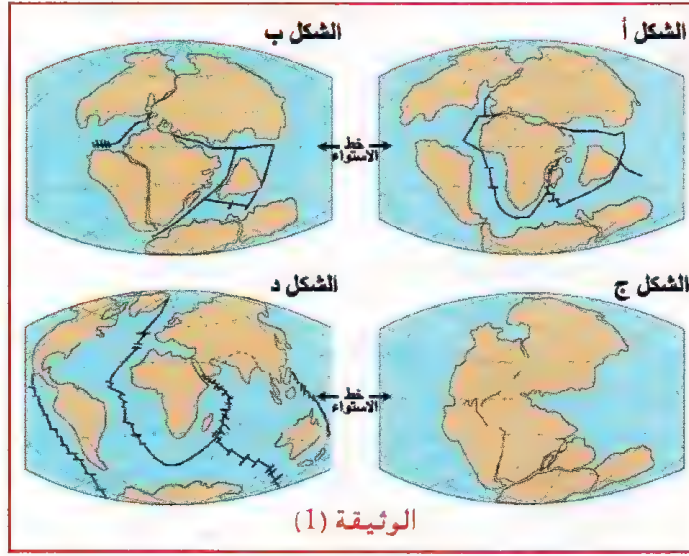 الشكل أ
الشكل ب
خط
الاستواء
الشكل ج
الشكل د
خط
الاستواء
الوثيقة (1)